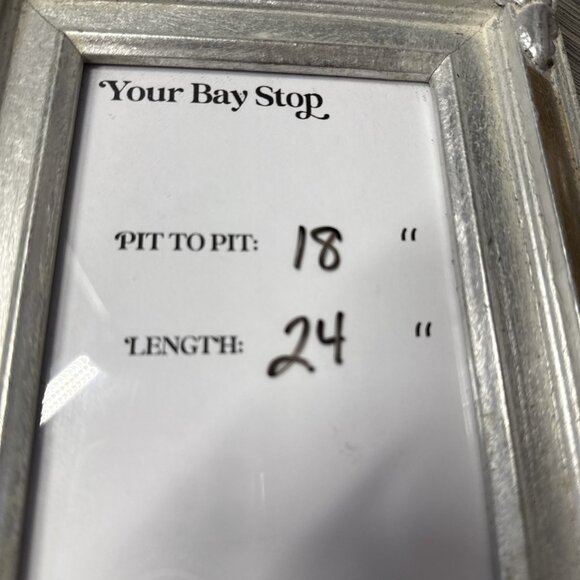 Your Bay Stop
PIT TO PIT: 18 "
LENGTH: 24 "